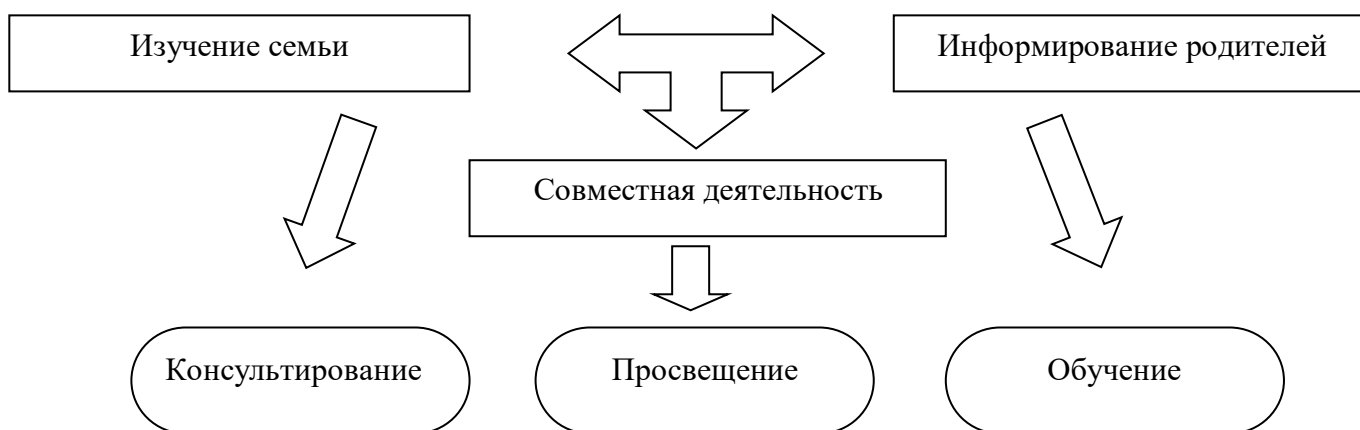 Изучение семьи
Информирование родителей
Совместная деятельность
Консультирование
Просвещение
Обучение